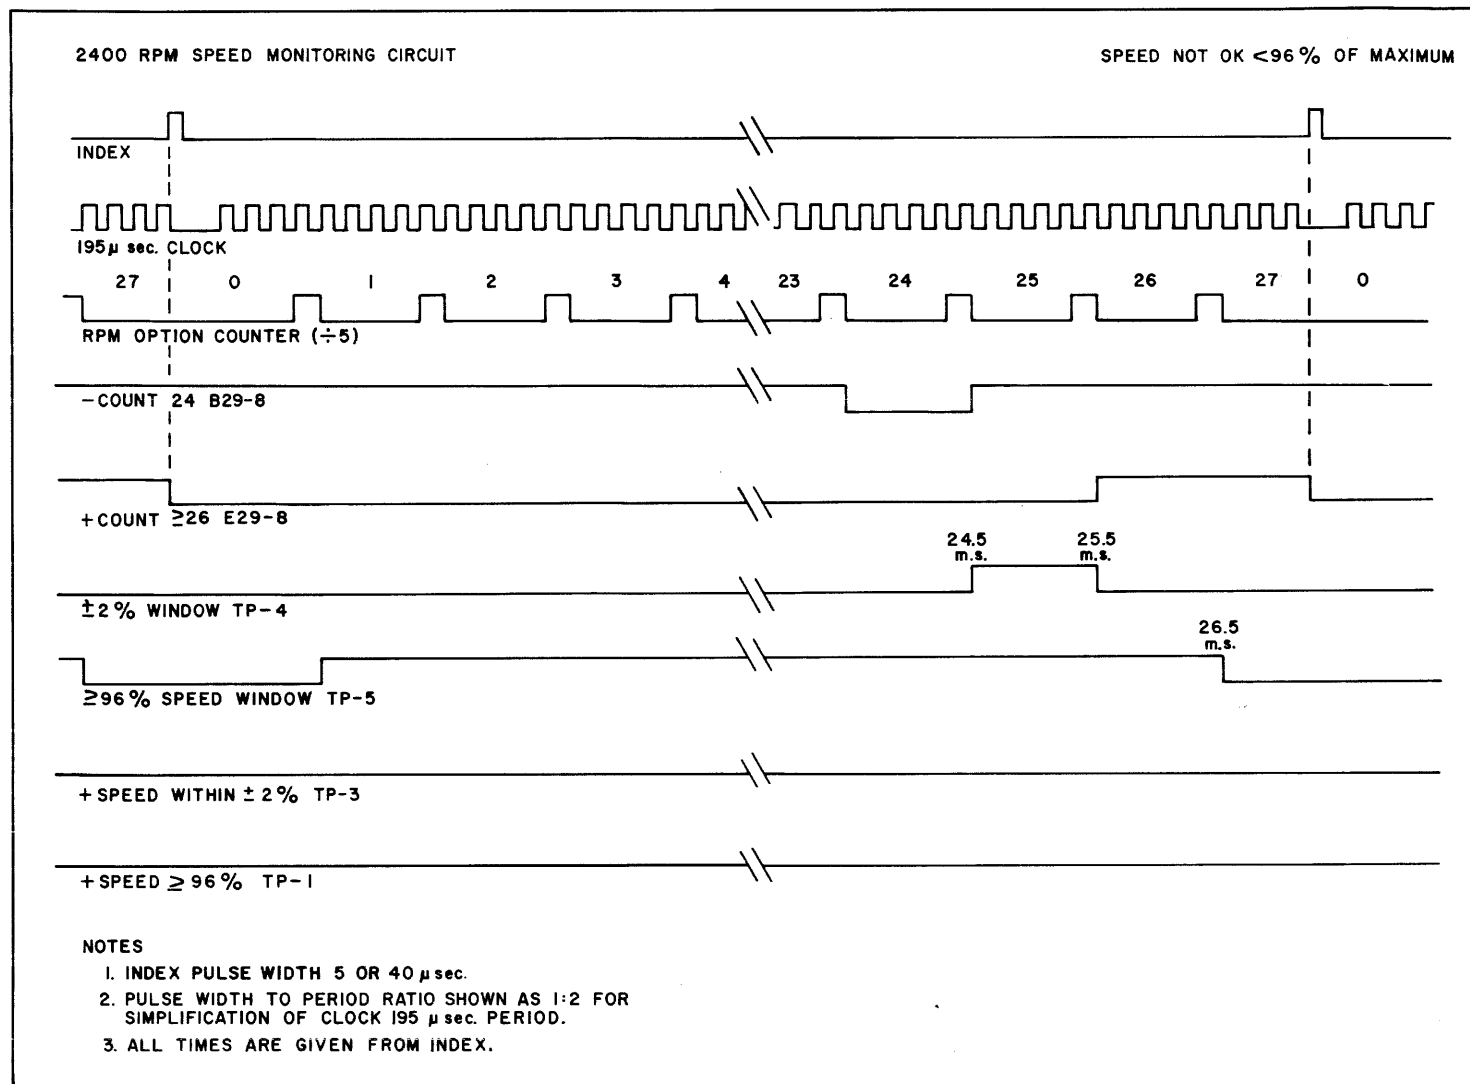 2400 RPM SPEED MONITORING CIRCUIT
SPEED NOT OK <96% OF MAXIMUM
INDEX
195µ sec. CLOCK
27 0 1 2 3 4 23 24 25 26 27 0
RPM OPTION COUNTER (÷5)
-COUNT 24 B29-8
+COUNT ≥26 E29-8
24.5 m.s.
25.5 m.s.
±2% WINDOW TP-4
26.5 m.s.
≥96% SPEED WINDOW TP-5
+SPEED WITHIN ±2% TP-3
+SPEED ≥96% TP-1
NOTES
1. INDEX PULSE WIDTH 5 OR 40 µsec.
2. PULSE WIDTH TO PERIOD RATIO SHOWN AS 1:2 FOR
SIMPLIFICATION OF CLOCK 195 µsec. PERIOD.
3. ALL TIMES ARE GIVEN FROM INDEX.